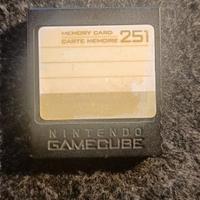 MEMORY CARD 251
CARTE MEMOIRE
NINTENDO
GAMECUBE